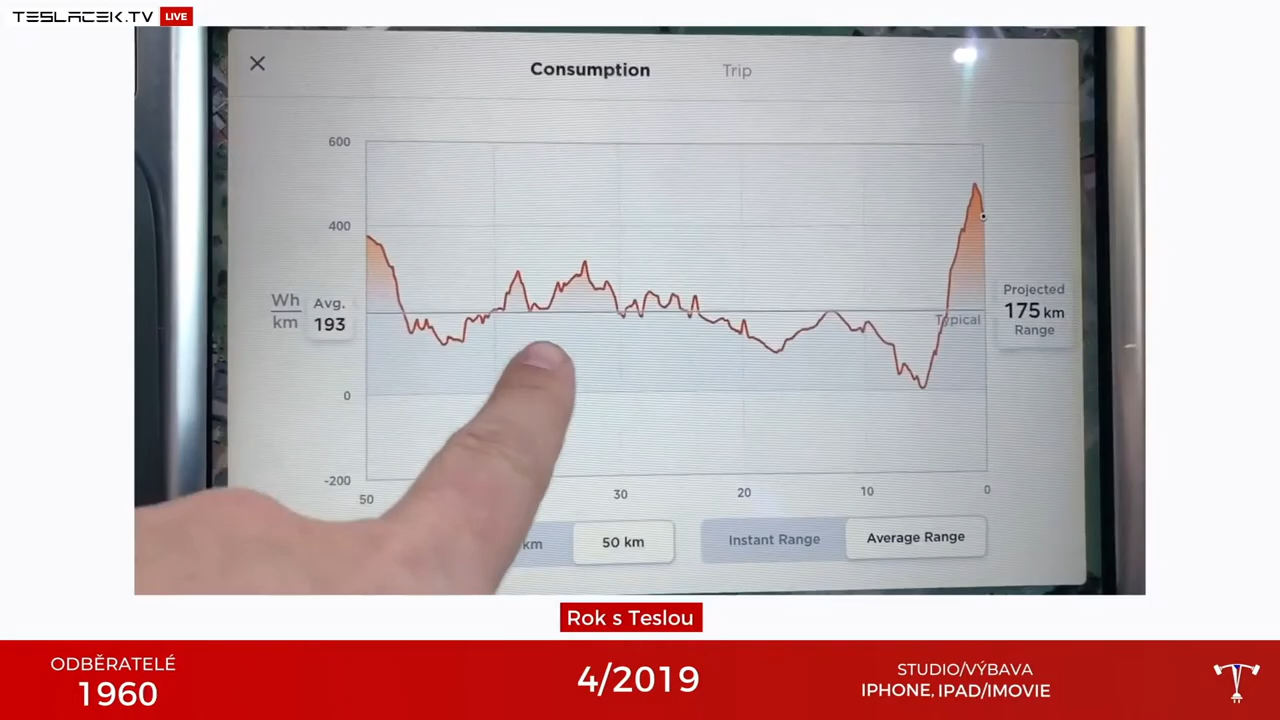 TESLACEK.TV LIVE
Consumption Trip
600
400
Wh
km
Avg.
193
0
-200
50
30
20
10
0
Typical
Projected
175 km
Range
km
50 km
Instant Range
Average Range
Rok s Teslou
ODBĚRATELÉ
1960
4/2019
STUDIO/VÝBAVA
IPHONE, IPAD/IMOVIE